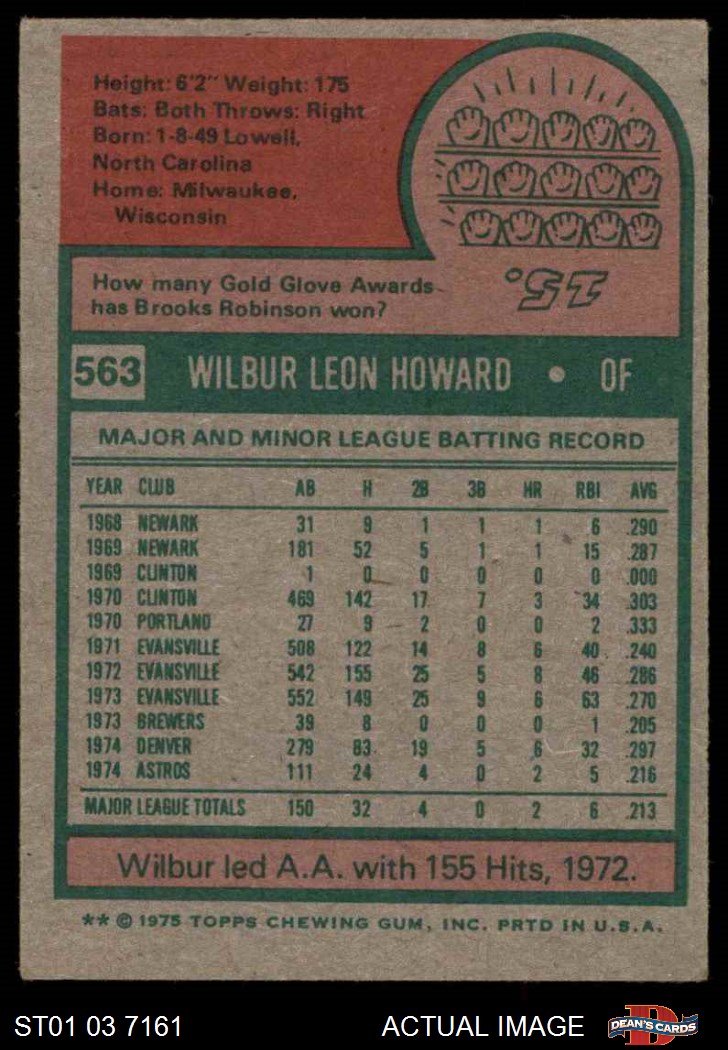 Height: 6'2" Weight: 175
Bats: Both Throws: Right
Born: 1-8-49 Lowell,
North Carolina
Home: Milwaukee,
Wisconsin
How many Gold Glove Awards
has Brooks Robinson won?
15.
563 WILBUR LEON HOWARD • OF
MAJOR AND MINOR LEAGUE BATTING RECORD
YEAR CLUB AB H 2B 3B HR RBI AVG
1968 NEWARK 31 9 1 1 1 6 .290
1969 NEWARK 181 52 5 1 1 15 .287
1969 CLINTON 1 0 0 0 0 0 .000
1970 CLINTON 469 142 17 7 3 34 .303
1970 PORTLAND 27 9 2 0 0 2 .333
1971 EVANSVILLE 508 122 14 8 6 40 .240
1972 EVANSVILLE 542 155 25 5 8 46 .286
1973 EVANSVILLE 552 149 25 9 6 63 .270
1973 BREWERS 39 8 0 0 0 1 .205
1974 DENVER 279 83 19 5 6 32 .297
1974 ASTROS 111 24 4 0 2 5 .216
MAJOR LEAGUE TOTALS 150 32 4 0 2 6 .213
Wilbur led A.A. with 155 Hits, 1972.
** © 1975 TOPPS CHEWING GUM, INC. PRTD IN U.S.A.
ST01 03 7161 ACTUAL IMAGE D DEAN'S CARDS